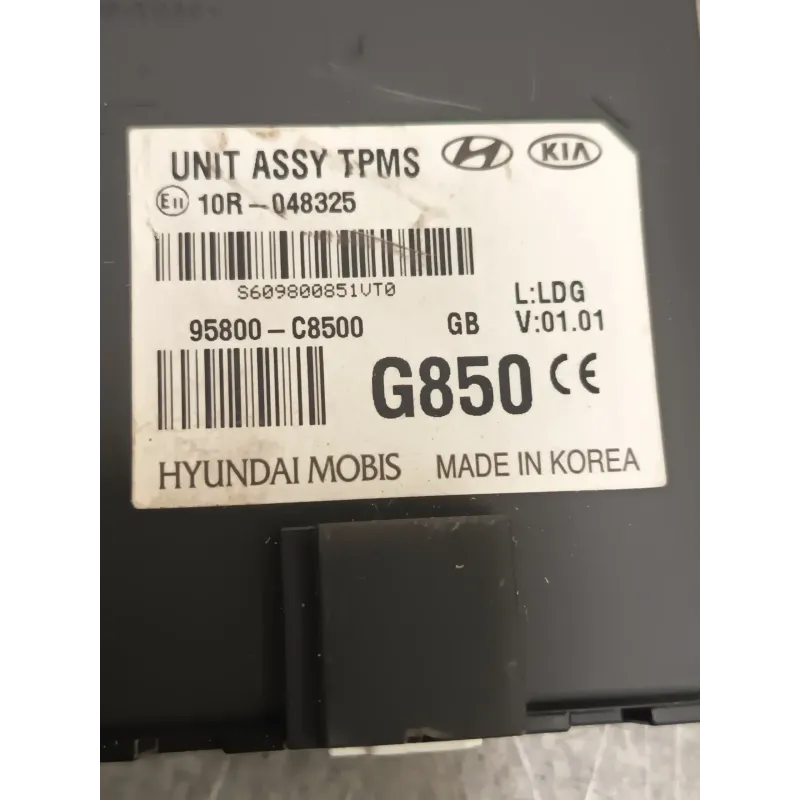 UNIT ASSY TPMS KIA
E11 10R-048325
S609800851VT0
L:LDG
95800-C8500 GB V:01.01
G850 CE
HYUNDAI MOBIS MADE IN KOREA